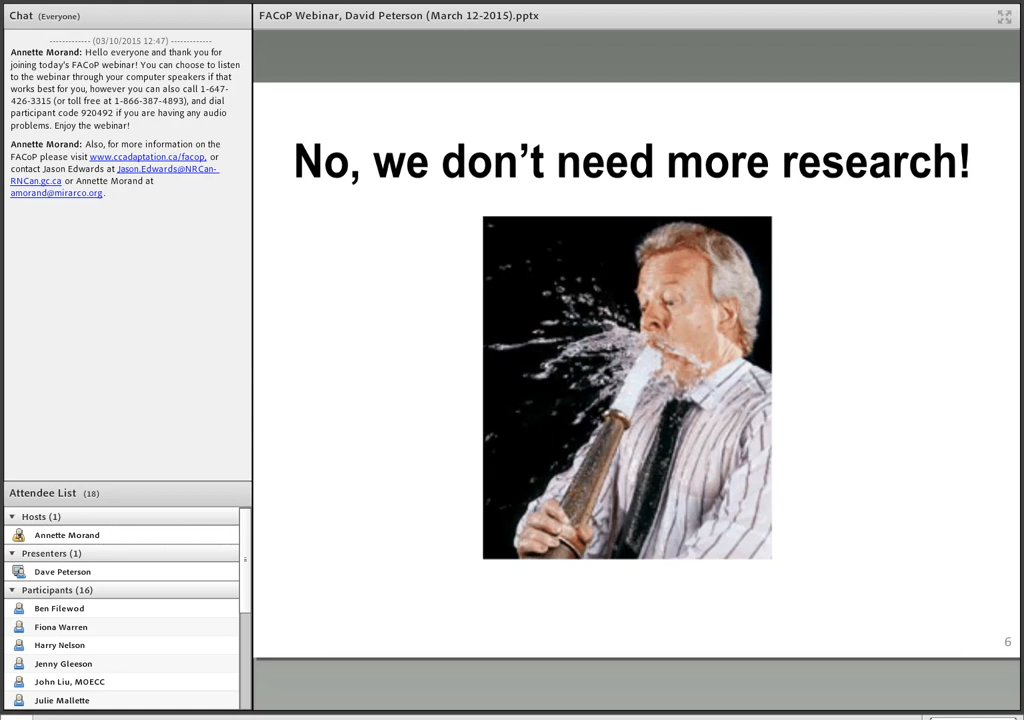 Chat (Everyone)
------------- (03/10/2015 12:47) -------------
Annette Morand: Hello everyone and thank you for
joining today's FACoP webinar! You can choose to listen
to the webinar through your computer speakers if that
works best for you, however you can also call 1-647-
426-3315 (or toll free at 1-866-387-4893), and dial
participant code 920492 if you are having any audio
problems. Enjoy the webinar!
Annette Morand: Also, for more information on the
FACoP please visit www.ccadaptation.ca/facop, or
contact Jason Edwards at Jason.Edwards@NRCan-
RNCan.gc.ca or Annette Morand at
amorand@mirarco.org.
Attendee List (18)
Hosts (1)
Annette Morand
Presenters (1)
Dave Peterson
Participants (16)
Ben Filewod
Fiona Warren
Harry Nelson
Jenny Gleeson
John Liu, MOECC
Julie Mallette
FACoP Webinar, David Peterson (March 12-2015).pptx
No, we don't need more research!
6